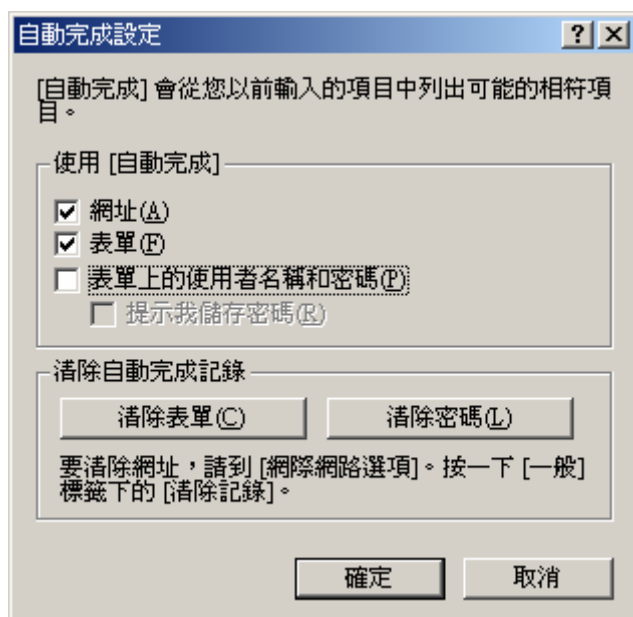 自動完成設定
[自動完成] 會從您以前輸入的項目中列出可能的相符項
目。
使用 [自動完成]
網址(A)
表單(F)
表單上的使用者名稱和密碼(P)
提示我儲存密碼(R)
清除自動完成記錄
清除表單(C) 清除密碼(L)
要清除網址，請到 [網際網路選項]。按一下 [一般]
標籤下的 [清除記錄]。
確定 取消